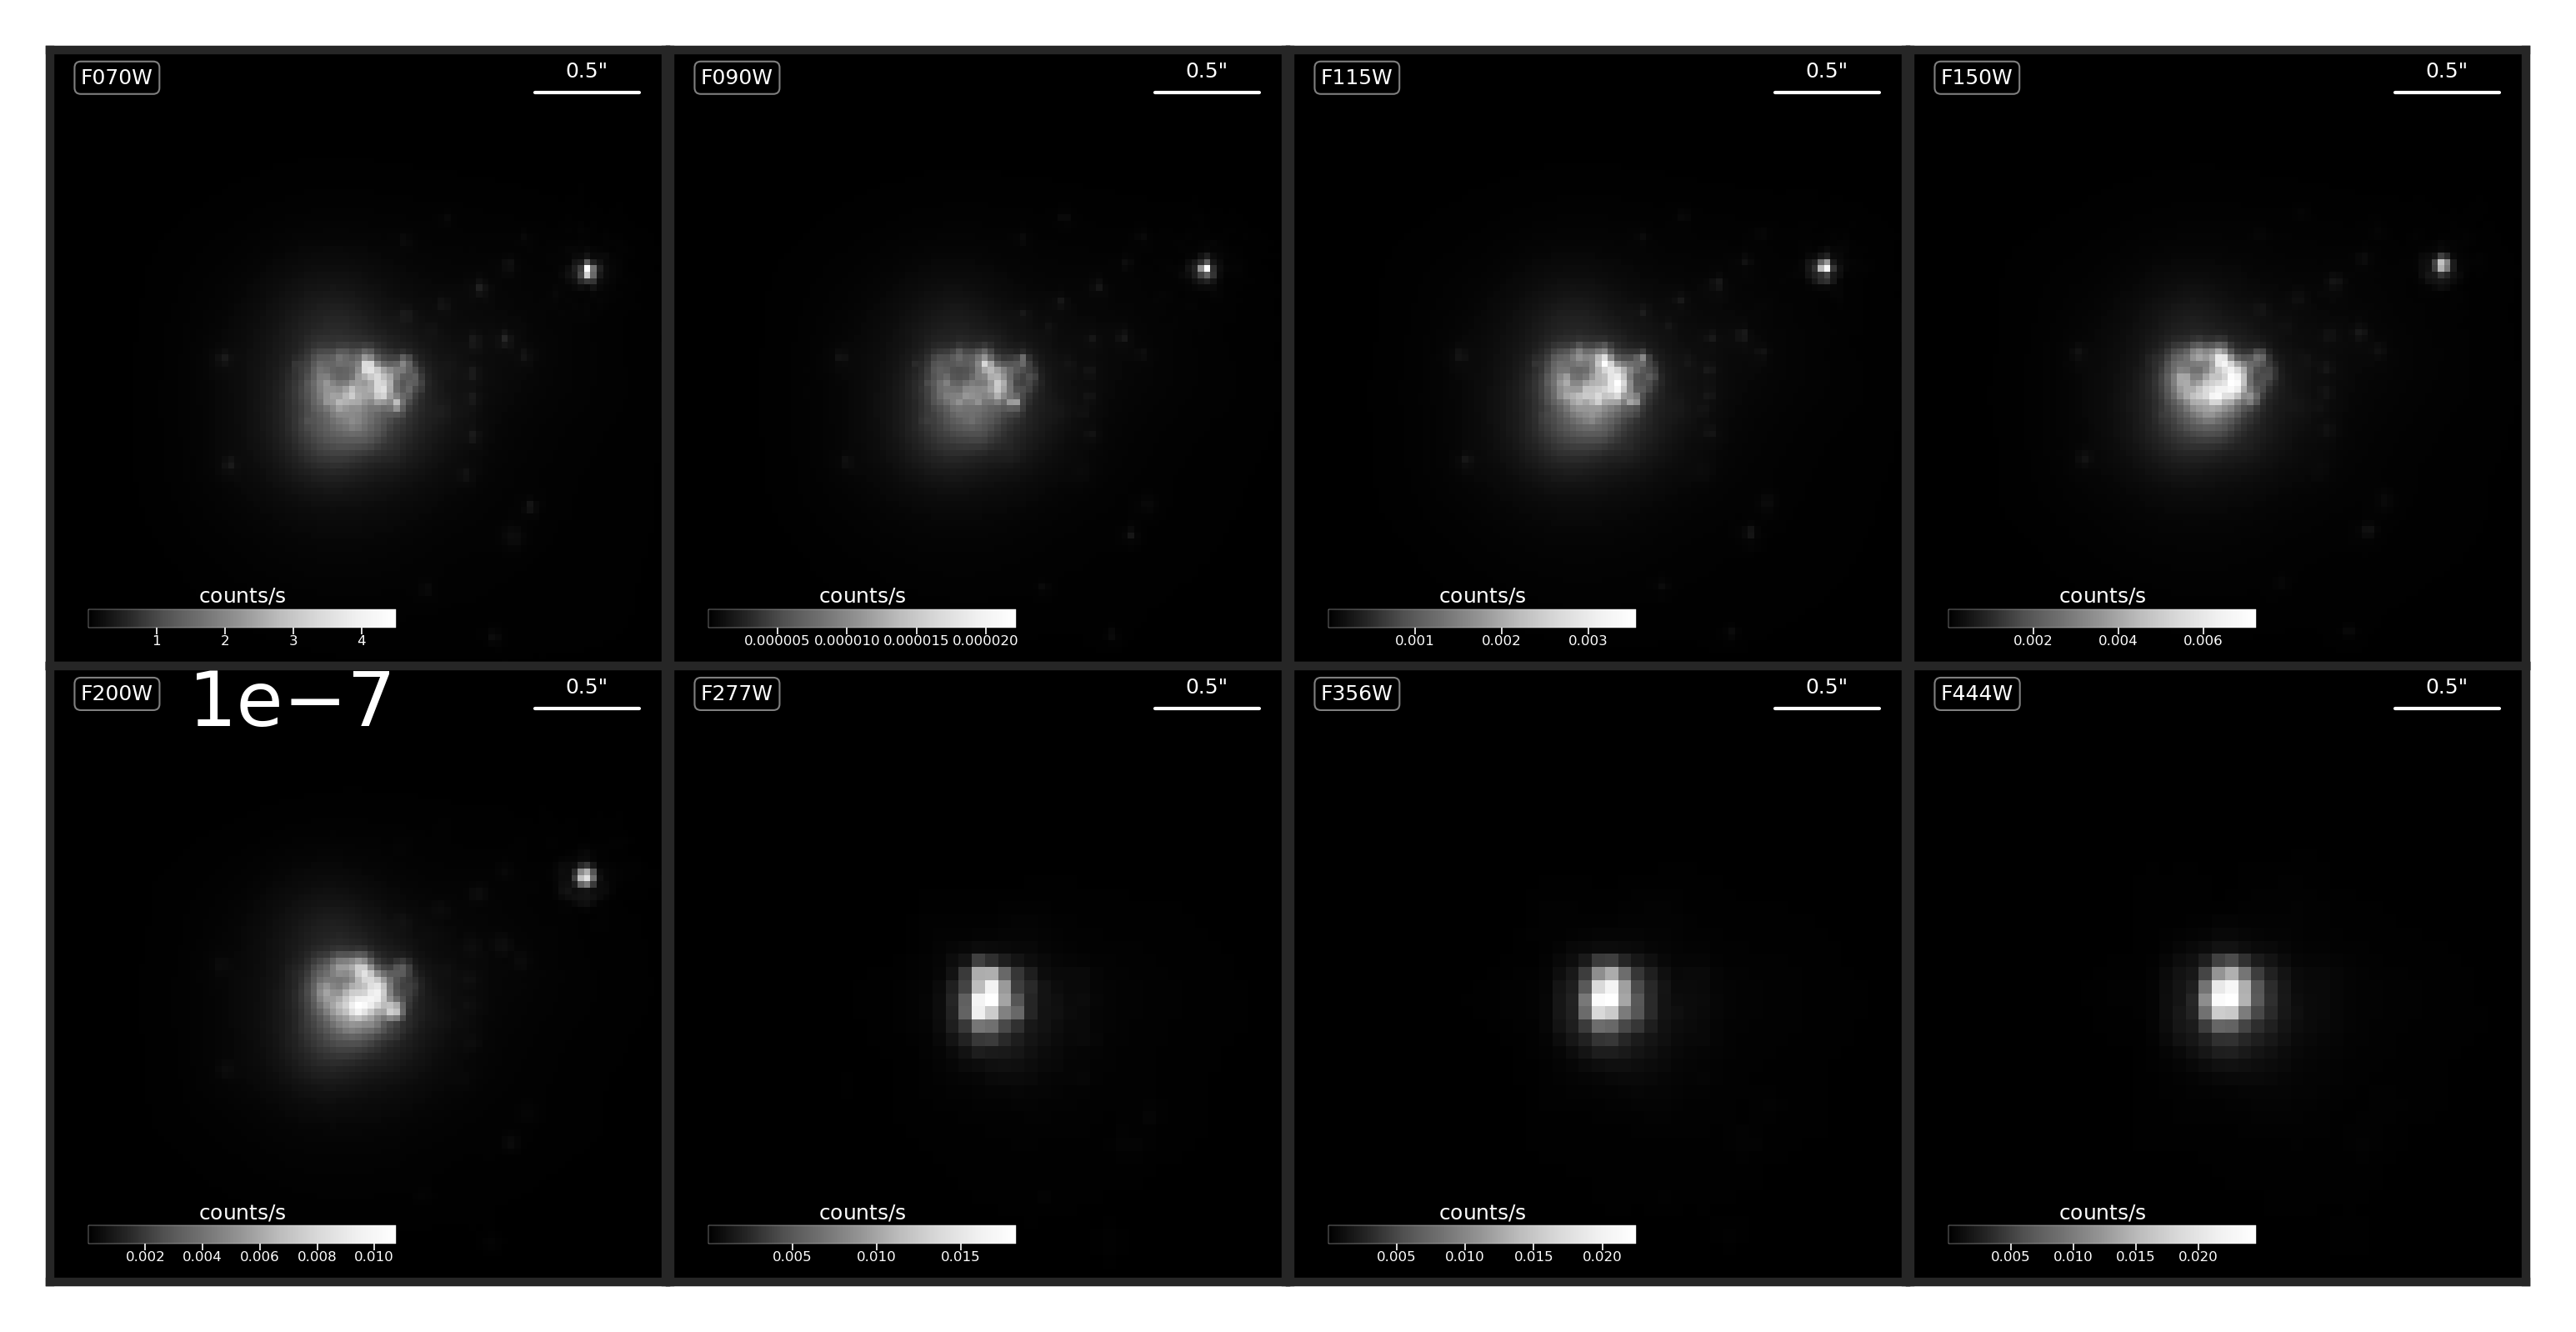 F070W 0.5"
counts/s
1 2 3 4
F090W 0.5"
counts/s
0.000005 0.000010 0.000015 0.000020
F115W 0.5"
counts/s
0.001 0.002 0.003
F150W 0.5"
counts/s
0.002 0.004 0.006
F200W 1e−7 0.5"
counts/s
0.002 0.004 0.006 0.008 0.010
F277W 0.5"
counts/s
0.005 0.010 0.015
F356W 0.5"
counts/s
0.005 0.010 0.015 0.020
F444W 0.5"
counts/s
0.005 0.010 0.015 0.020